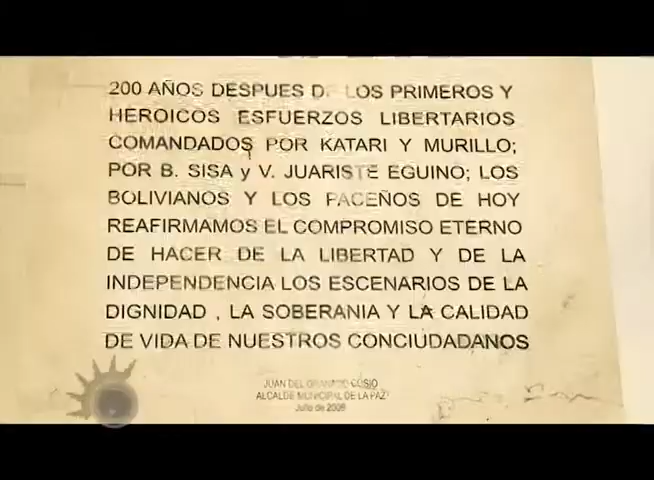 200 AÑOS DESPUES DE LOS PRIMEROS Y
HEROICOS ESFUERZOS LIBERTARIOS
COMANDADOS POR KATARI Y MURILLO;
POR B. SISA y V. JUARISTE EGUINO; LOS
BOLIVIANOS Y LOS PACEÑOS DE HOY
REAFIRMAMOS EL COMPROMISO ETERNO
DE HACER DE LA LIBERTAD Y DE LA
INDEPENDENCIA LOS ESCENARIOS DE LA
DIGNIDAD , LA SOBERANIA Y LA CALIDAD
DE VIDA DE NUESTROS CONCIUDADANOS
JUAN DEL GRANADO COSIO
ALCALDE MUNICIPAL DE LA PAZ
Julio de 2009